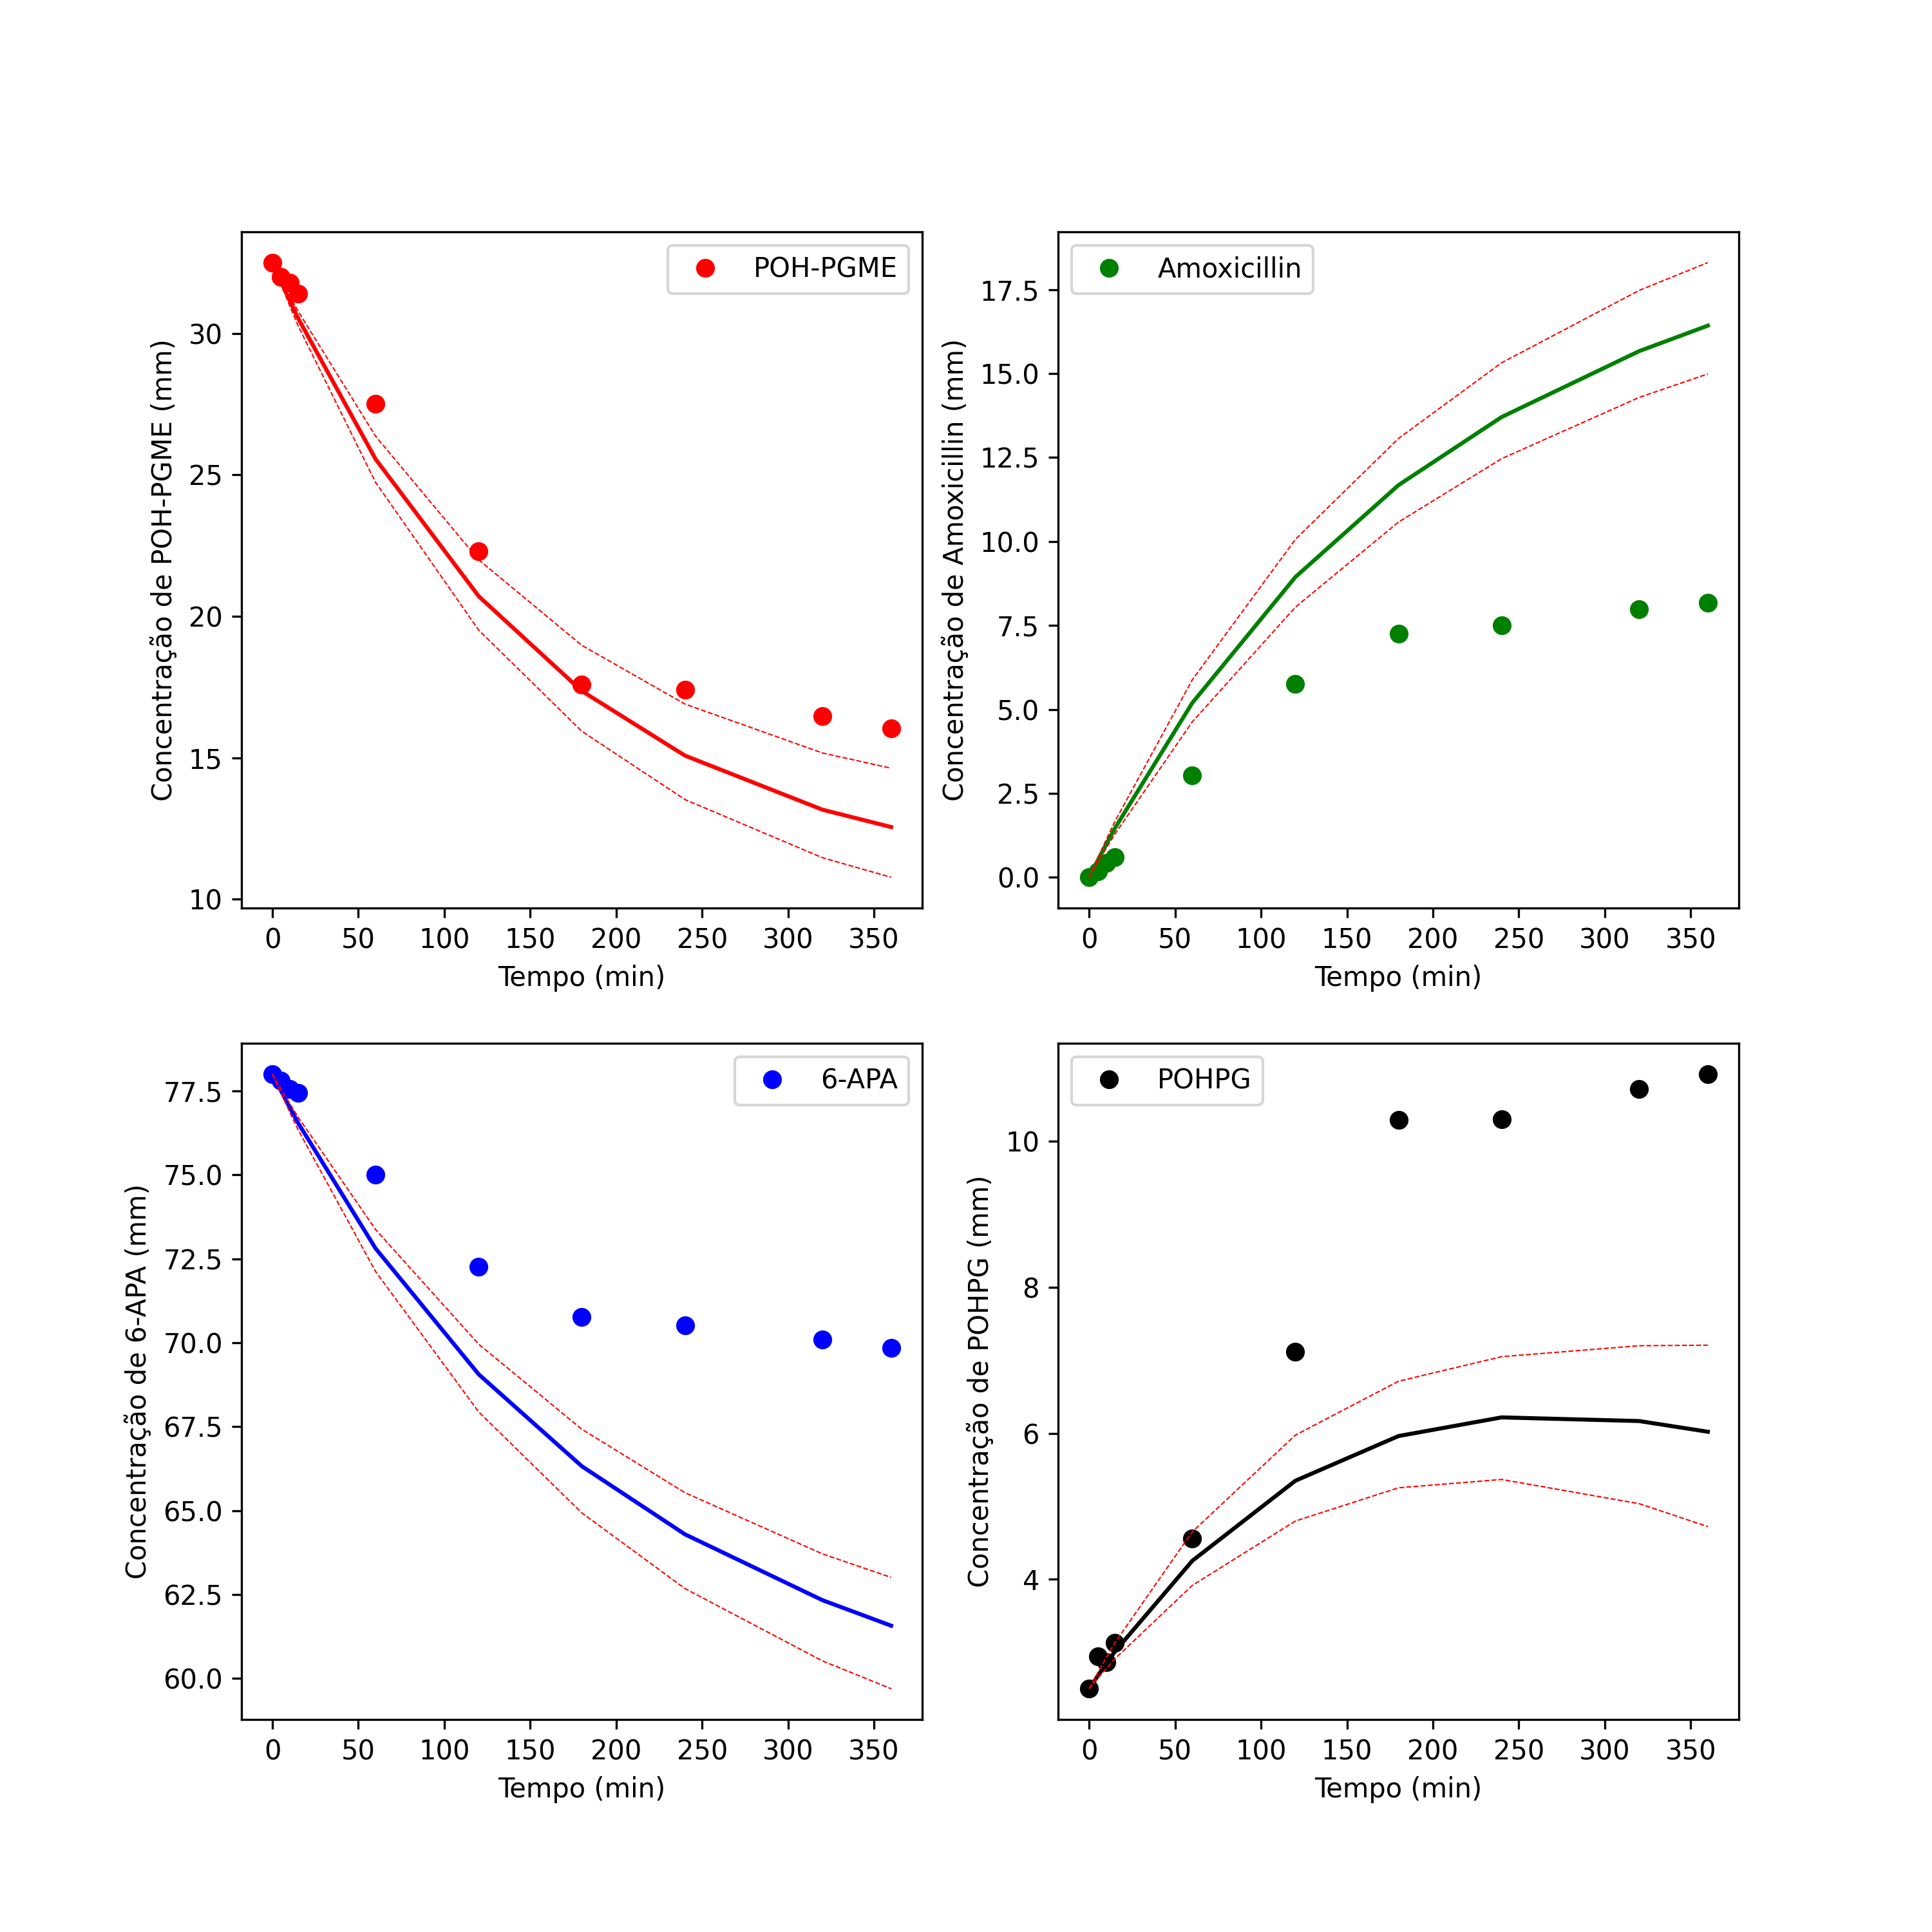 POH-PGME
Concentração de POH-PGME (mm)
30
25
20
15
10
0 50 100 150 200 250 300 350
Tempo (min)
Amoxicillin
Concentração de Amoxicillin (mm)
17.5
15.0
12.5
10.0
7.5
5.0
2.5
0.0
0 50 100 150 200 250 300 350
Tempo (min)
6-APA
Concentração de 6-APA (mm)
77.5
75.0
72.5
70.0
67.5
65.0
62.5
60.0
0 50 100 150 200 250 300 350
Tempo (min)
POHPG
Concentração de POHPG (mm)
10
8
6
4
0 50 100 150 200 250 300 350
Tempo (min)